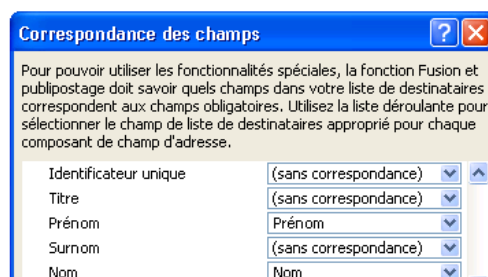 Correspondance des champs
Pour pouvoir utiliser les fonctionnalités spéciales, la fonction Fusion et
publipostage doit savoir quels champs dans votre liste de destinataires
correspondent aux champs obligatoires. Utilisez la liste déroulante pour
sélectionner le champ de liste de destinataires approprié pour chaque
composant de champ d'adresse.
Identificateur unique (sans correspondance)
Titre (sans correspondance)
Prénom Prénom
Surnom (sans correspondance)
Nom Nom